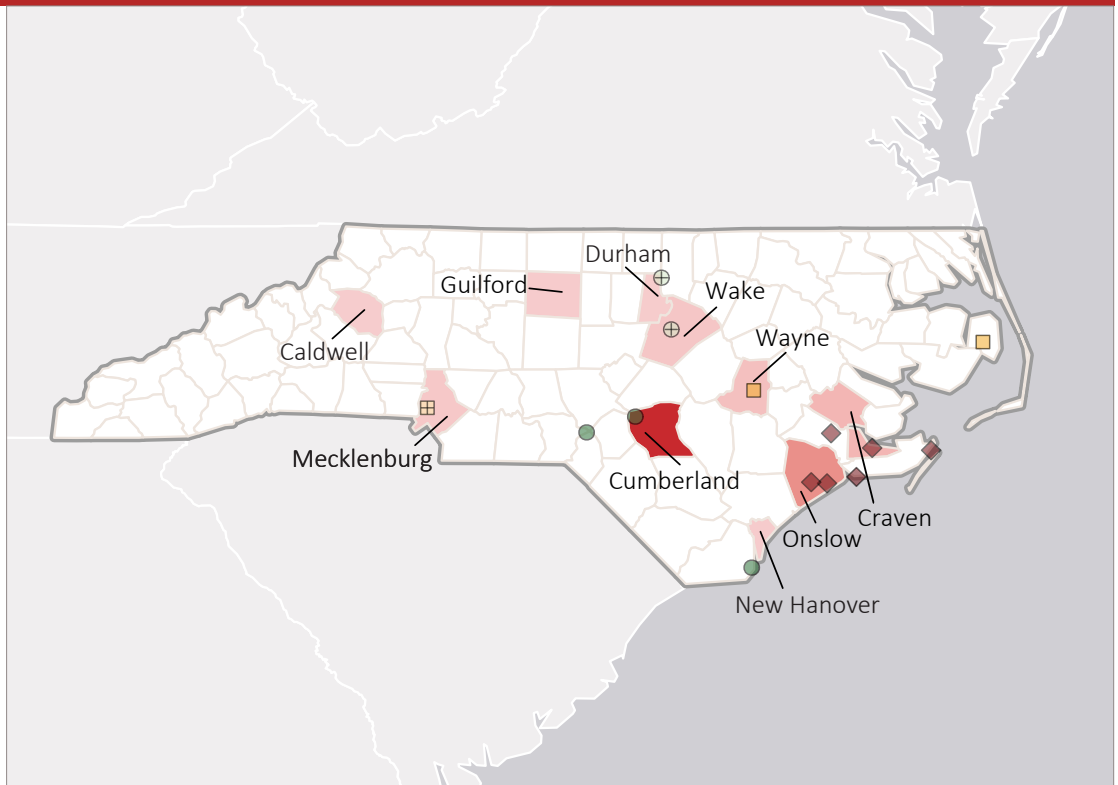 Durham
Guilford
Wake
Wayne
Caldwell
Mecklenburg
Cumberland
Craven
Onslow
New Hanover